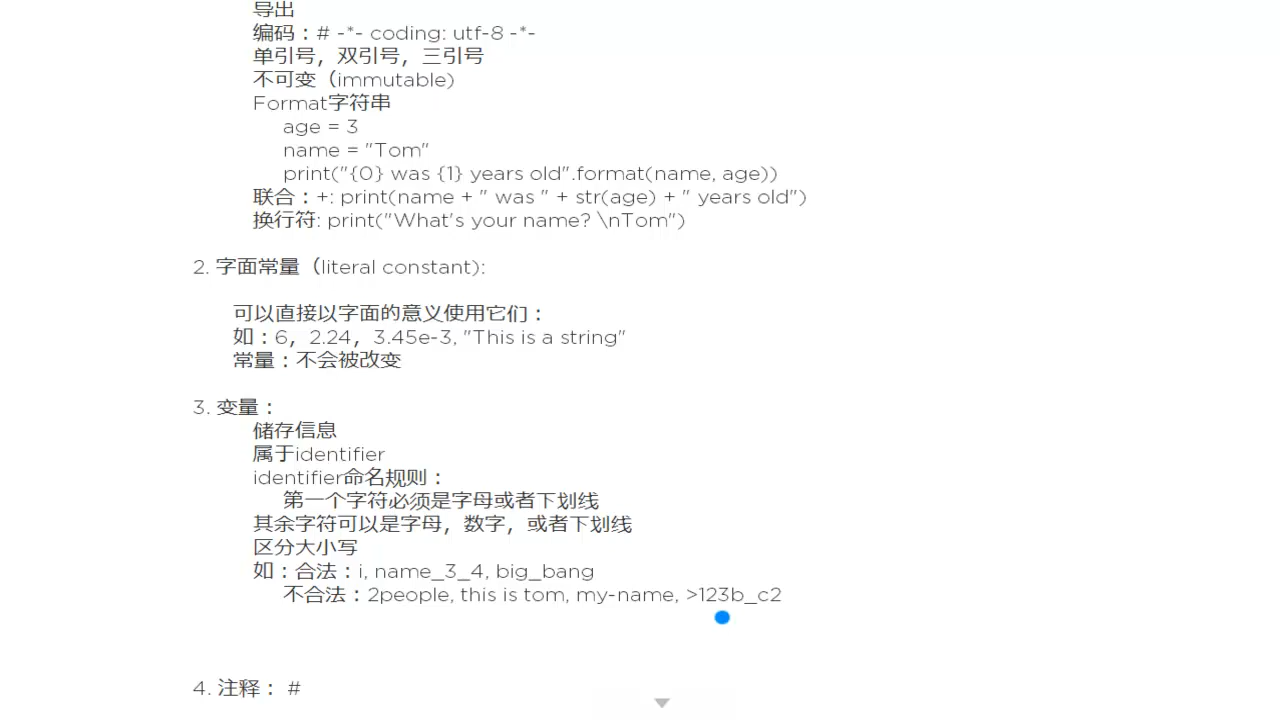 导出
编码：# -*- coding: utf-8 -*-
单引号，双引号，三引号
不可变（immutable)
Format字符串
age = 3
name = "Tom"
print("{0} was {1} years old".format(name, age))
联合：+: print(name + " was " + str(age) + " years old")
换行符: print("What's your name? \nTom")
2. 字面常量（literal constant):
可以直接以字面的意义使用它们：
如：6，2.24，3.45e-3, "This is a string"
常量：不会被改变
3. 变量：
储存信息
属于identifier
identifier命名规则：
第一个字符必须是字母或者下划线
其余字符可以是字母，数字，或者下划线
区分大小写
如：合法：i, name_3_4, big_bang
不合法：2people, this is tom, my-name, >123b_c2
4. 注释： #